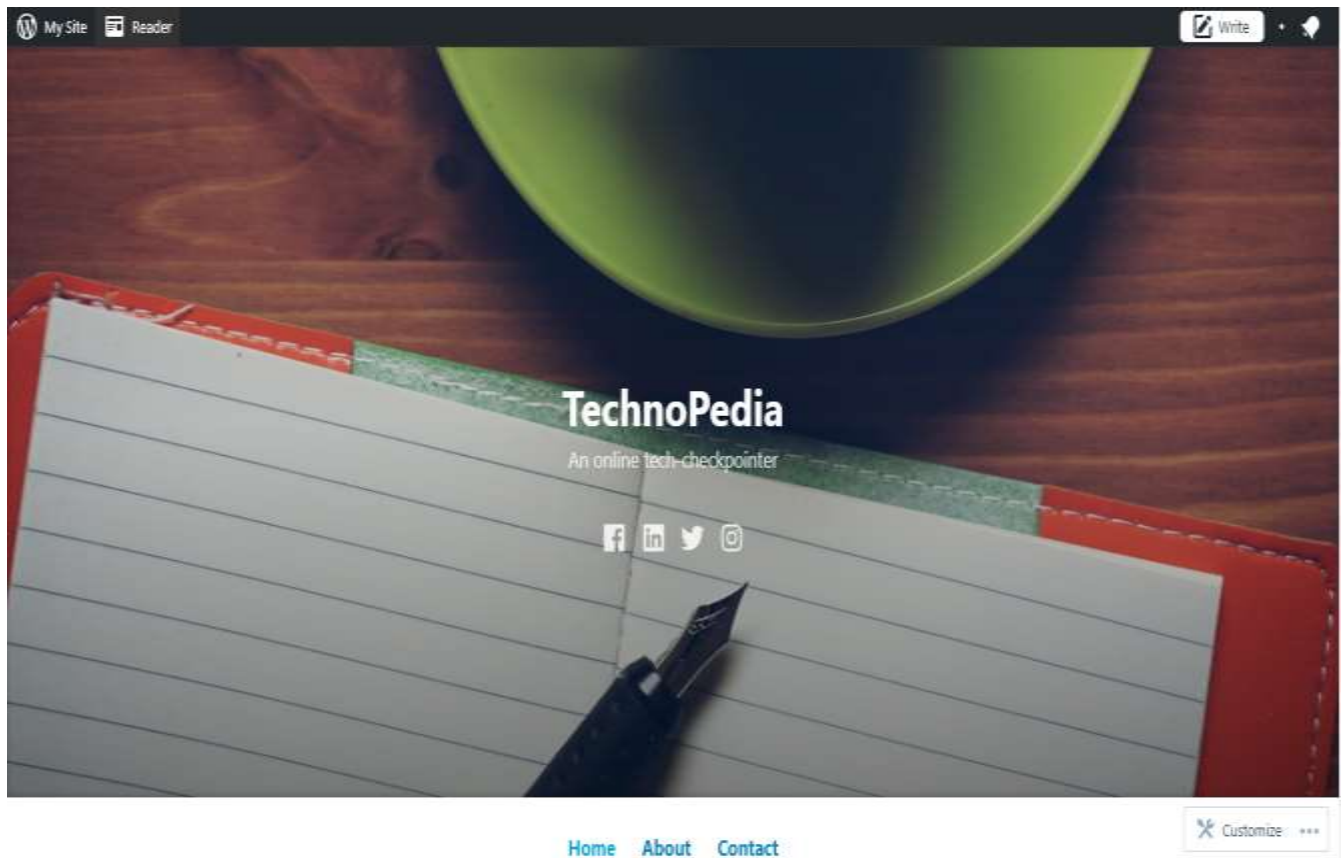 My Site Reader Write
TechnoPedia
An online tech-checkpointer
Customize
Home About Contact